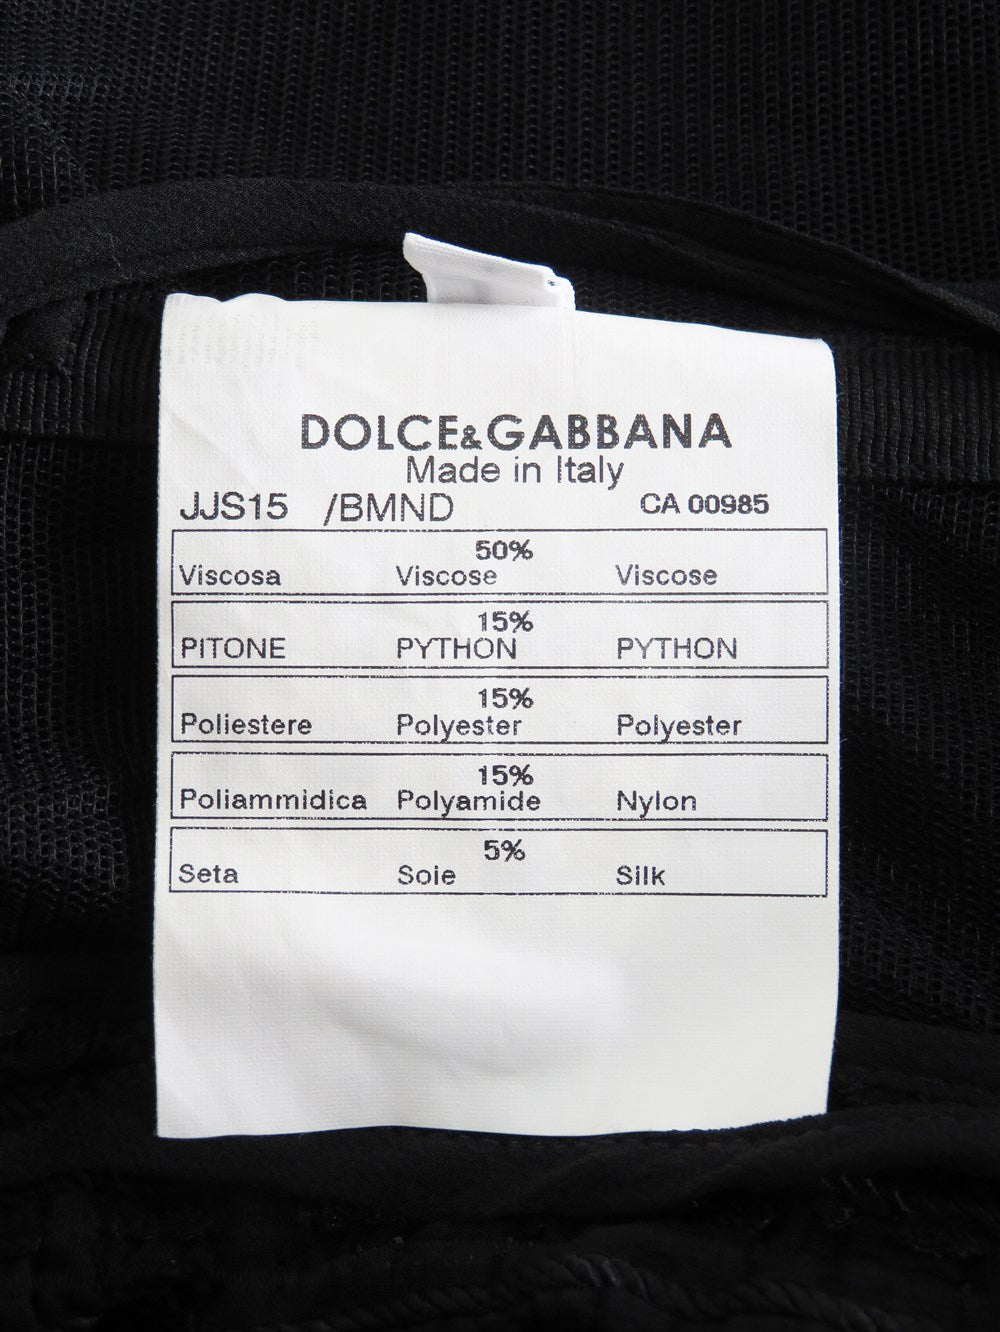 DOLCE&GABBANA
Made in Italy
JJS15 /BMND CA 00985
50%
Viscosa Viscose Viscose
15%
PITONE PYTHON PYTHON
15%
Poliestere Polyester Polyester
15%
Poliammidica Polyamide Nylon
5%
Seta Soie Silk